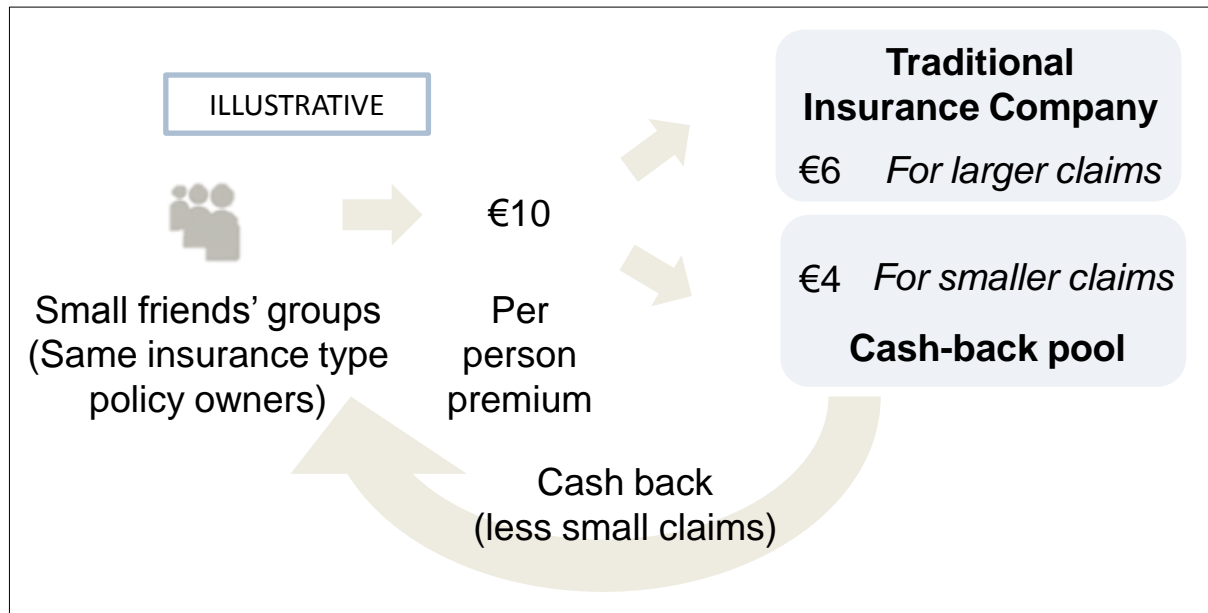 ILLUSTRATIVE
Small friends’ groups
(Same insurance type
policy owners)
€10
Per
person
premium
Traditional
Insurance Company
€6 For larger claims
€4 For smaller claims
Cash-back pool
Cash back
(less small claims)